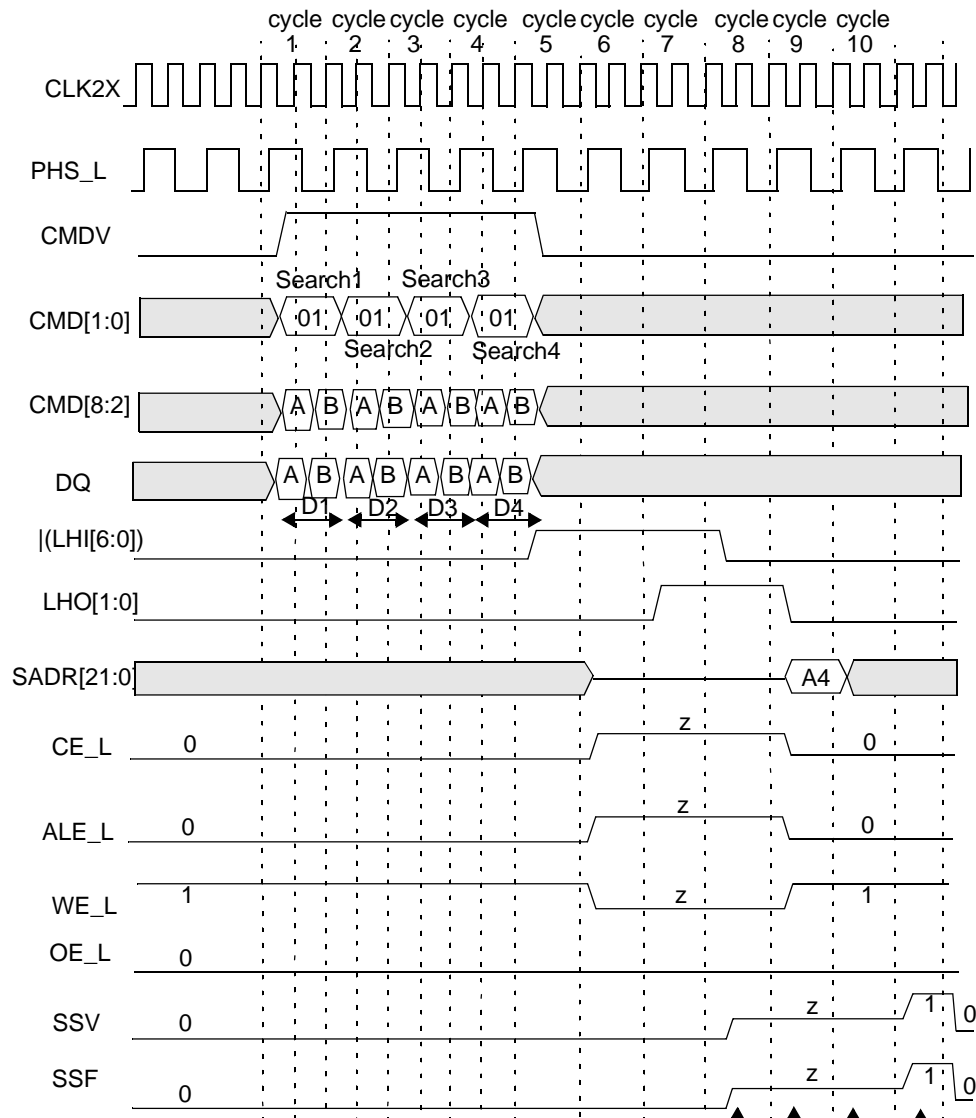 cycle cycle cycle cycle cycle cycle cycle cycle cycle cycle
1 2 3 4 5 6 7 8 9 10
CLK2X
PHS_L
CMDV
Search1 Search3
CMD[1:0] 01 01 01 01
Search2 Search4
CMD[8:2] A B A B A B A B
DQ A B A B A B A B
D1 D2 D3 D4
|(LHI[6:0])
LHO[1:0]
SADR[21:0] A4
CE_L 0 z 0
ALE_L 0 z 0
WE_L 1 z 1
OE_L 0
SSV 0 z 1 0
SSF 0 z 1 0